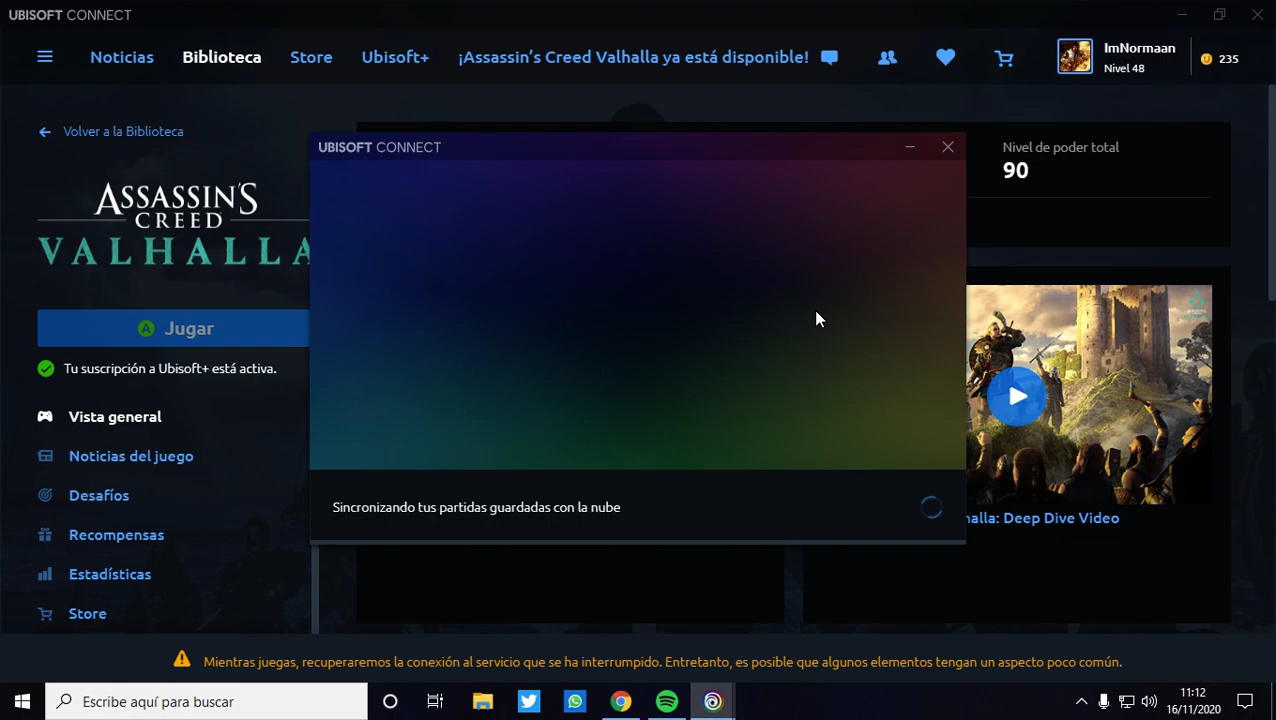 UBISOFT CONNECT
Noticias
Biblioteca
Store
Ubisoft+
¡Assassin's Creed Valhalla ya está disponible!
ImNormaan
Nivel 48
235
Volver a la Biblioteca
ASSASSIN'S
CREED
VALHALLA
A Jugar
Tu suscripción a Ubisoft+ está activa.
Vista general
Noticias del juego
Desafíos
Recompensas
Estadísticas
Store
UBISOFT CONNECT
Sincronizando tus partidas guardadas con la nube
Nivel de poder total
90
halla: Deep Dive Video
Mientras juegas, recuperaremos la conexión al servicio que se ha interrumpido. Entretanto, es posible que algunos elementos tengan un aspecto poco común.
Escribe aquí para buscar
11:12
16/11/2020